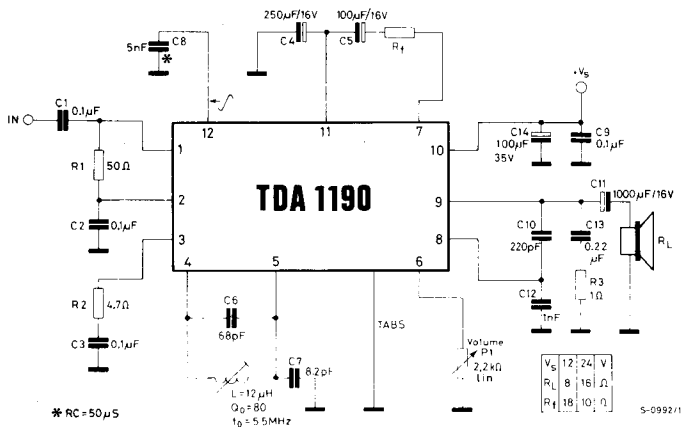 250µF/16V
100µF/16V
5nF
C8
*
C4
C5
Rf
+Vs
IN
C1
0.1µF
12
11
7
1
10
C14
100µF
35V
C9
0.1µF
R1
50Ω
TDA 1190
C11
1000µF/16V
2
9
C2
0.1µF
C10
220pF
C13
0.22
µF
RL
3
8
R2
4.7Ω
4
5
6
C12
1nF
R3
1Ω
C6
68pF
TABS
C3
0.1µF
C7
8.2pF
Volume
P1
2,2kΩ
lin
L=12µH
Q0=80
f0=5.5MHz
Vs 12 24 V
RL 8 16 Ω
Rf 18 10 Ω
* RC=50µS
S-0992/1